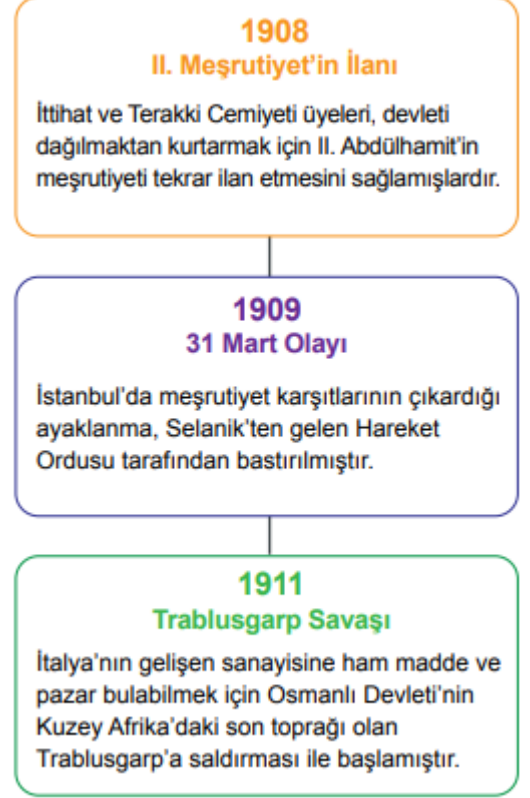 1908
II. Meşrutiyet'in İlanı
İttihat ve Terakki Cemiyeti üyeleri, devleti
dağılmaktan kurtarmak için II. Abdülhamit'in
meşrutiyeti tekrar ilan etmesini sağlamışlardır.
1909
31 Mart Olayı
İstanbul'da meşrutiyet karşıtlarının çıkardığı
ayaklanma, Selanik'ten gelen Hareket
Ordusu tarafından bastırılmıştır.
1911
Trablusgarp Savaşı
İtalya'nın gelişen sanayisine ham madde ve
pazar bulabilmek için Osmanlı Devleti'nin
Kuzey Afrika'daki son toprağı olan
Trablusgarp'a saldırması ile başlamıştır.